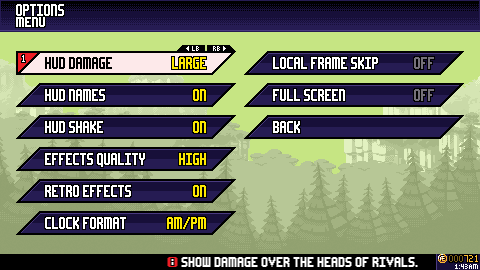 OPTIONS
MENU
LB RB
1 HUD DAMAGE LARGE
HUD NAMES ON
HUD SHAKE ON
EFFECTS QUALITY HIGH
RETRO EFFECTS ON
CLOCK FORMAT AM/PM
LOCAL FRAME SKIP OFF
FULL SCREEN OFF
BACK
SHOW DAMAGE OVER THE HEADS OF RIVALS.
000721
1:43AM